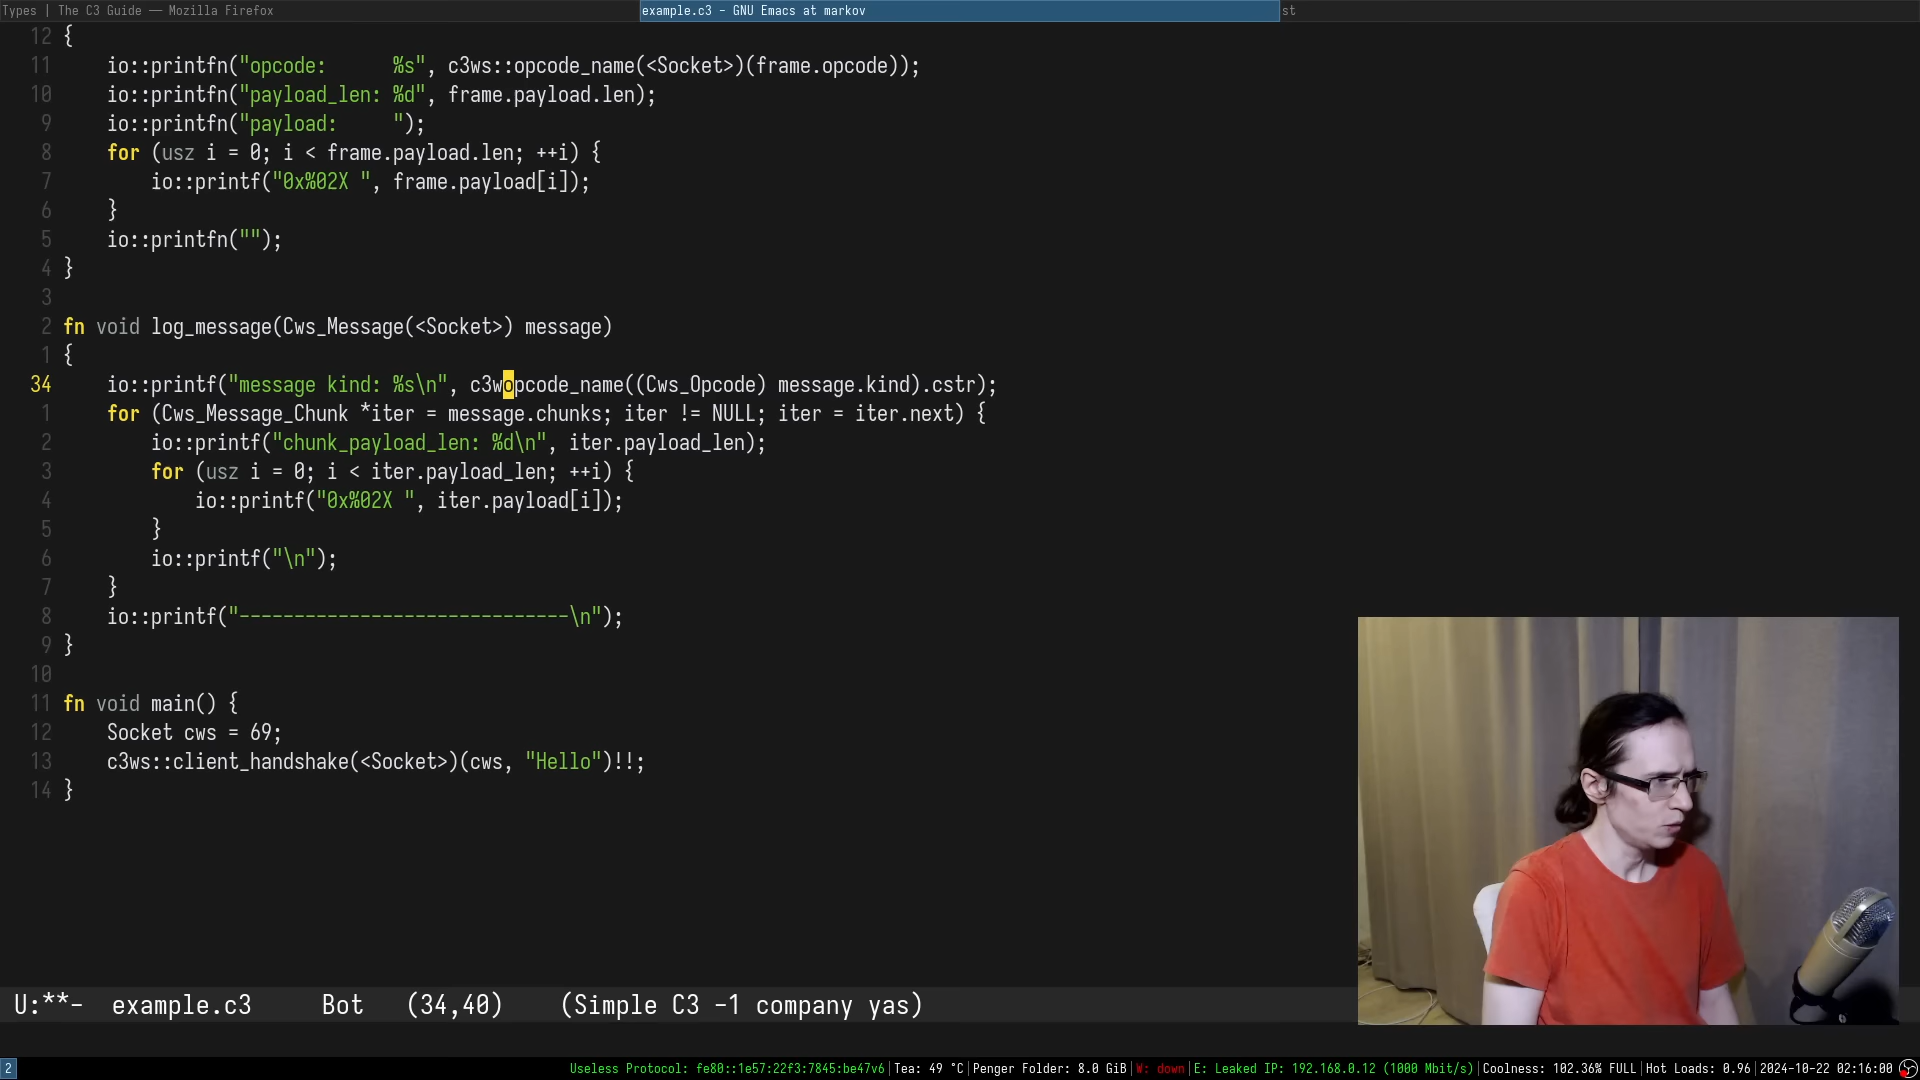 Types | The C3 Guide — Mozilla Firefox
example.c3 - GNU Emacs at markov
st
12 {
11     io::printfn("opcode:      %s", c3ws::opcode_name(<Socket>)(frame.opcode));
10     io::printfn("payload_len: %d", frame.payload.len);
9     io::printfn("payload:     ");
8     for (usz i = 0; i < frame.payload.len; ++i) {
7         io::printf("0x%02X ", frame.payload[i]);
6     }
5     io::printfn("");
4 }
3
2 fn void log_message(Cws_Message(<Socket>) message)
1 {
34     io::printf("message kind: %s\n", c3wopcode_name((Cws_Opcode) message.kind).cstr);
1     for (Cws_Message_Chunk *iter = message.chunks; iter != NULL; iter = iter.next) {
2         io::printf("chunk_payload_len: %d\n", iter.payload_len);
3         for (usz i = 0; i < iter.payload_len; ++i) {
4             io::printf("0x%02X ", iter.payload[i]);
5         }
6         io::printf("\n");
7     }
8     io::printf("------------------------------\n");
9 }
10
11 fn void main() {
12     Socket cws = 69;
13     c3ws::client_handshake(<Socket>)(cws, "Hello")!!;
14 }
U:**-  example.c3     Bot   (34,40)    (Simple C3 -1 company yas)
2
Useless Protocol: fe80::1e57:22f3:7845:be47v6|Tea: 49 °C|Penger Folder: 8.0 GiB|W: down|E: Leaked IP: 192.168.0.12 (1000 Mbit/s)|Coolness: 102.36% FULL|Hot Loads: 0.96|2024-10-22 02:16:00